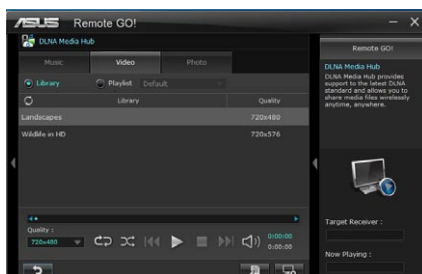 ASUS Remote GO!
DLNA Media Hub
Music Video Photo
Library Playlist Default
Library Quality
Landscapes 720x480
Wildlife in HD 720x576
Quality :
720x480
0:00:00
0:00:00
Remote GO!
DLNA Media Hub
DLNA Media Hub provides
support to the latest DLNA
standard and allows you to
share media files wirelessly
anytime, anywhere.
Target Receiver :
Now Playing :